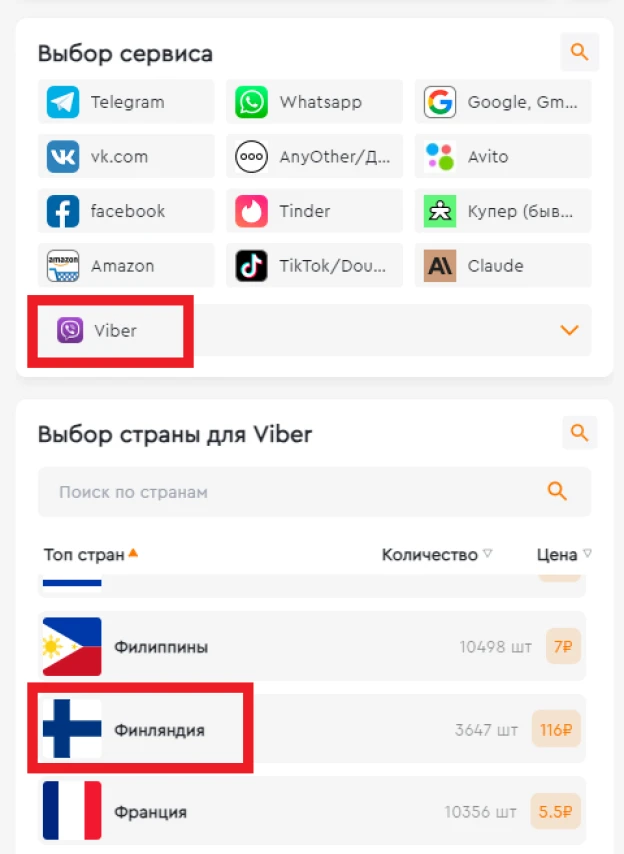 Выбор сервиса
Telegram
Whatsapp
Google, Gm...
vk.com
AnyOther/Д...
Avito
facebook
Tinder
Купер (быв...
amazon
Amazon
TikTok/Dou...
Claude
Viber
Выбор страны для Viber
Поиск по странам
Топ стран Количество Цена
Филиппины 10498 шт 7₽
Финляндия 3647 шт 116₽
Франция 10356 шт 5.5₽